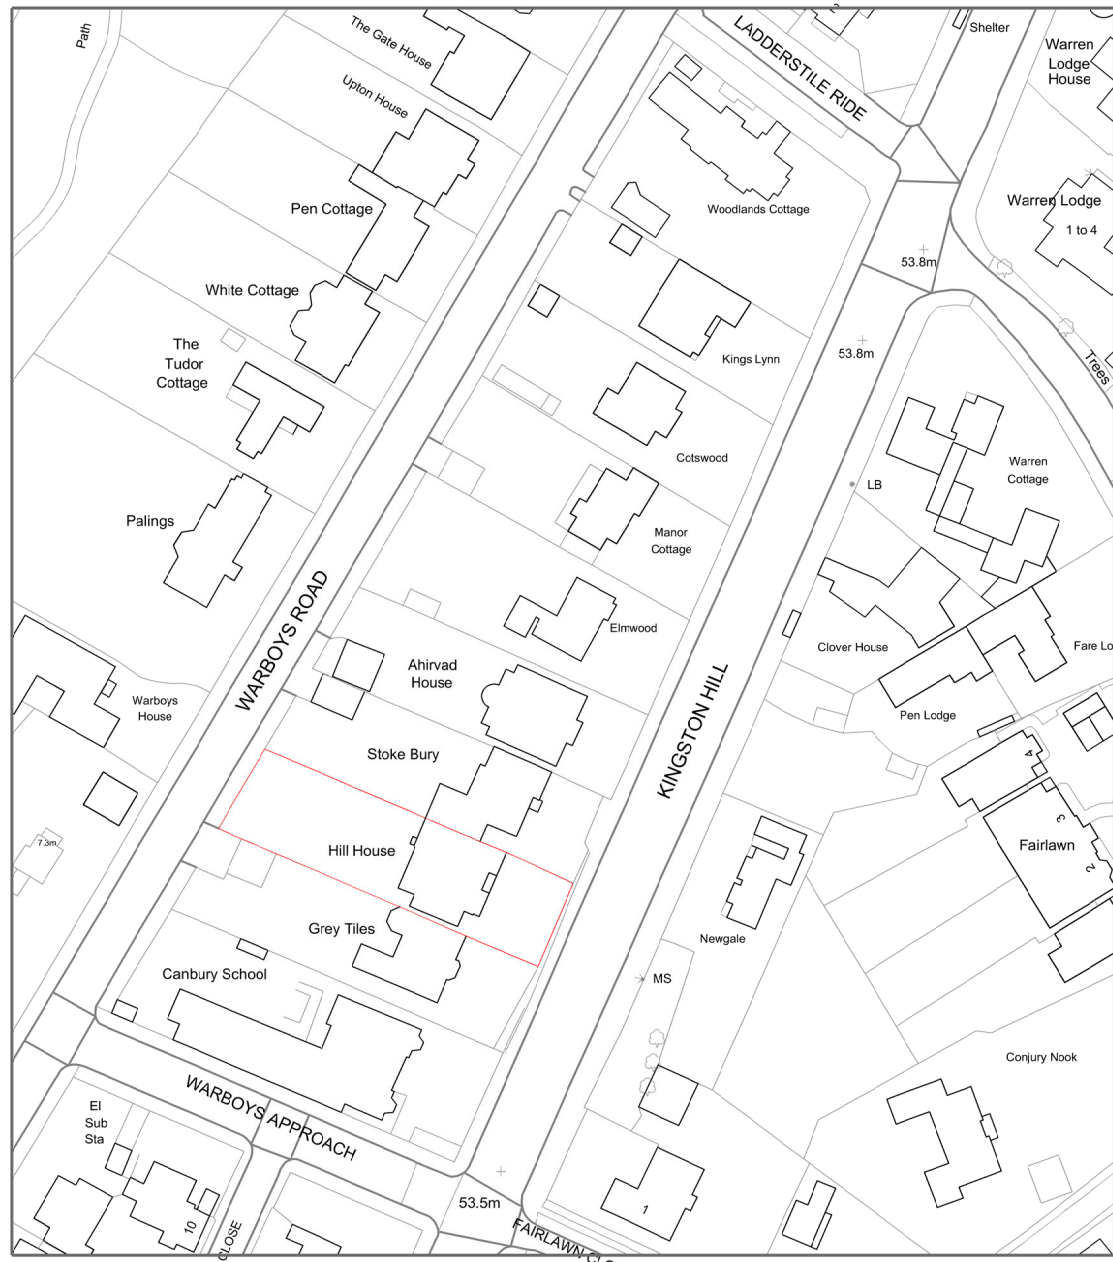 Path
The Gate House
Upton House
2
LADDERSTILE RIDE
Shelter
Warren
Lodge
House
Pen Cottage
Woodlands Cottage
Warren Lodge
1 to 4
53.8m
White Cottage
The
Tudor
Cottage
Kings Lynn
53.8m
Trees
Cotswood
Warren
Cottage
LB
Palings
Manor
Cottage
WARBOYS ROAD
Elmwood
Clover House
Fare Lo
Ahirvad
House
Warboys
House
KINGSTON HILL
Pen Lodge
Stoke Bury
4
3
2
Fairlawn
7.3m
Hill House
Grey Tiles
Newgale
Canbury School
MS
Conjury Nook
WARBOYS APPROACH
El
Sub
Sta
10
CLOSE
53.5m
1
FAIRLAWN CLO